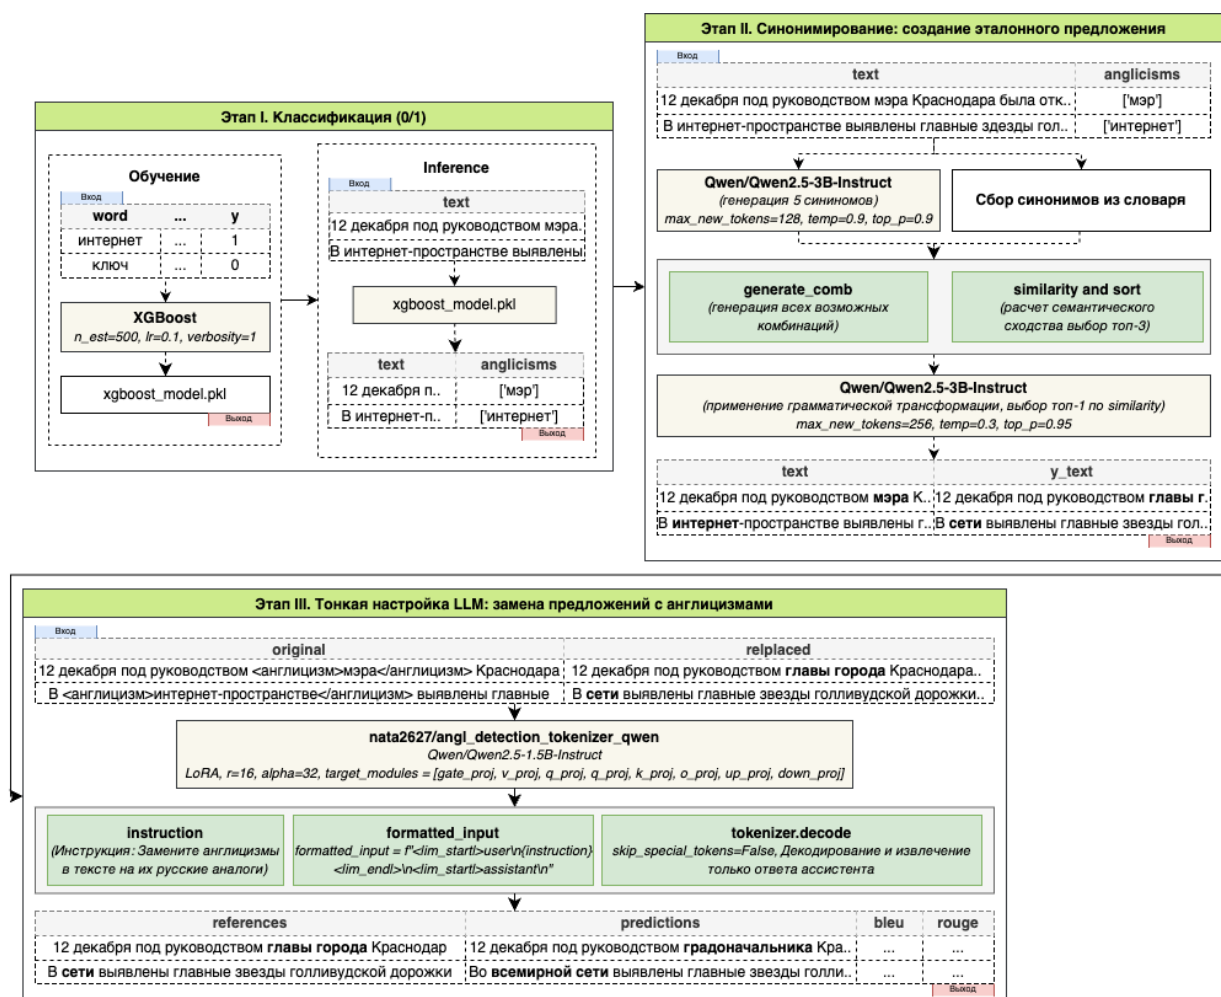 Этап I. Классификация (0/1)
Обучение
Вход
word ... y
интернет ... 1
ключ ... 0
XGBoost
n_est=500, lr=0.1, verbosity=1
xgboost_model.pkl
Выход
Inference
Вход
text
12 декабря под руководством мэра.
В интернет-пространстве выявлены
xgboost_model.pkl
text anglicisms
12 декабря п.. ['мэр']
В интернет-п.. ['интернет']
Выход
Этап II. Синонимирование: создание эталонного предложения
Вход
text anglicisms
12 декабря под руководством мэра Краснодара была отк.. ['мэр']
В интернет-пространстве выявлены главные здезды гол.. ['интернет']
Qwen/Qwen2.5-3B-Instruct
(генерация 5 сининомов)
max_new_tokens=128, temp=0.9, top_p=0.9
Сбор синонимов из словаря
generate_comb
(генерация всех возможных
комбинаций)
similarity and sort
(расчет семантического
сходства выбор топ-3)
Qwen/Qwen2.5-3B-Instruct
(применение грамматической трансформации, выбор топ-1 по similarity)
max_new_tokens=256, temp=0.3, top_p=0.95
text y_text
12 декабря под руководством мэра К.. 12 декабря под руководством главы г.
В интернет-пространстве выявлены г.. В сети выявлены главные звезды гол..
Выход
Этап III. Тонкая настройка LLM: замена предложений с англицизмами
Вход
original relplaced
12 декабря под руководством <англицизм>мэра</англицизм> Краснодара 12 декабря под руководством главы города Краснодара..
В <англицизм>интернет-пространстве</англицизм> выявлены главные В сети выявлены главные звезды голливудской дорожки..
nata2627/angl_detection_tokenizer_qwen
Qwen/Qwen2.5-1.5B-Instruct
LoRA, r=16, alpha=32, target_modules = [gate_proj, v_proj, q_proj, q_proj, k_proj, o_proj, up_proj, down_proj]
instruction
(Инструкция: Замените англицизмы
в тексте на их русские аналоги)
formatted_input
formatted_input = f"<lim_startl>user\n{instruction}
<lim_endl>\n<lim_startl>assistant\n"
tokenizer.decode
skip_special_tokens=False, Декодирование и извлечение
только ответа ассистента
references predictions bleu rouge
12 декабря под руководством главы города Краснодар 12 декабря под руководством градоначальника Кра.. ... ...
В сети выявлены главные звезды голливудской дорожки Во всемирной сети выявлены главные звезды голли.. ... ...
Выход